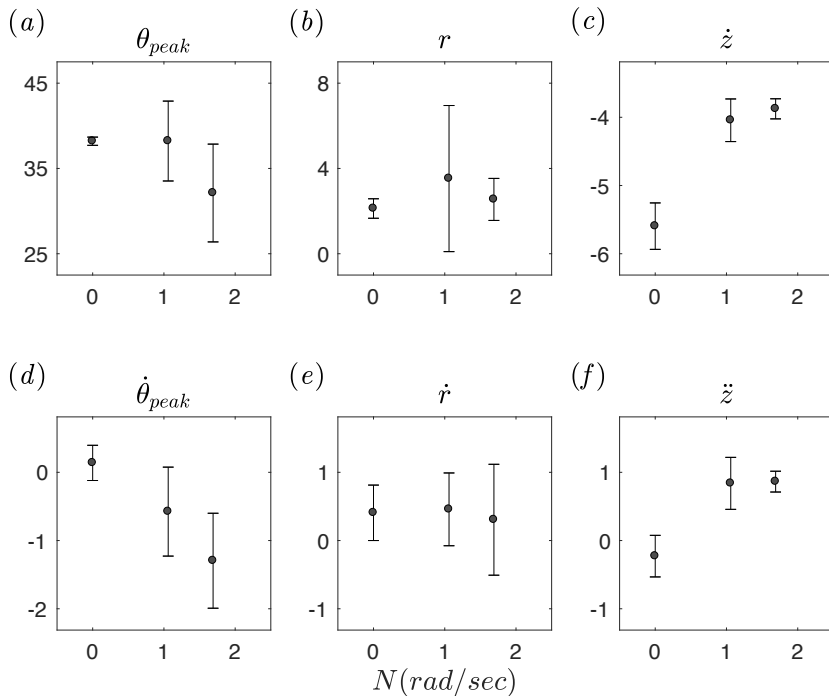 (a) θpeak (b) r (c) ż
45 8 -4
35 4 -5
25 0 -6
0 1 2 0 1 2 0 1 2
(d) θ̇peak (e) ṙ (f) z̈
0 1 1
-1 0 0
-2 -1 -1
0 1 2 0 1 2 0 1 2
N(rad/sec)